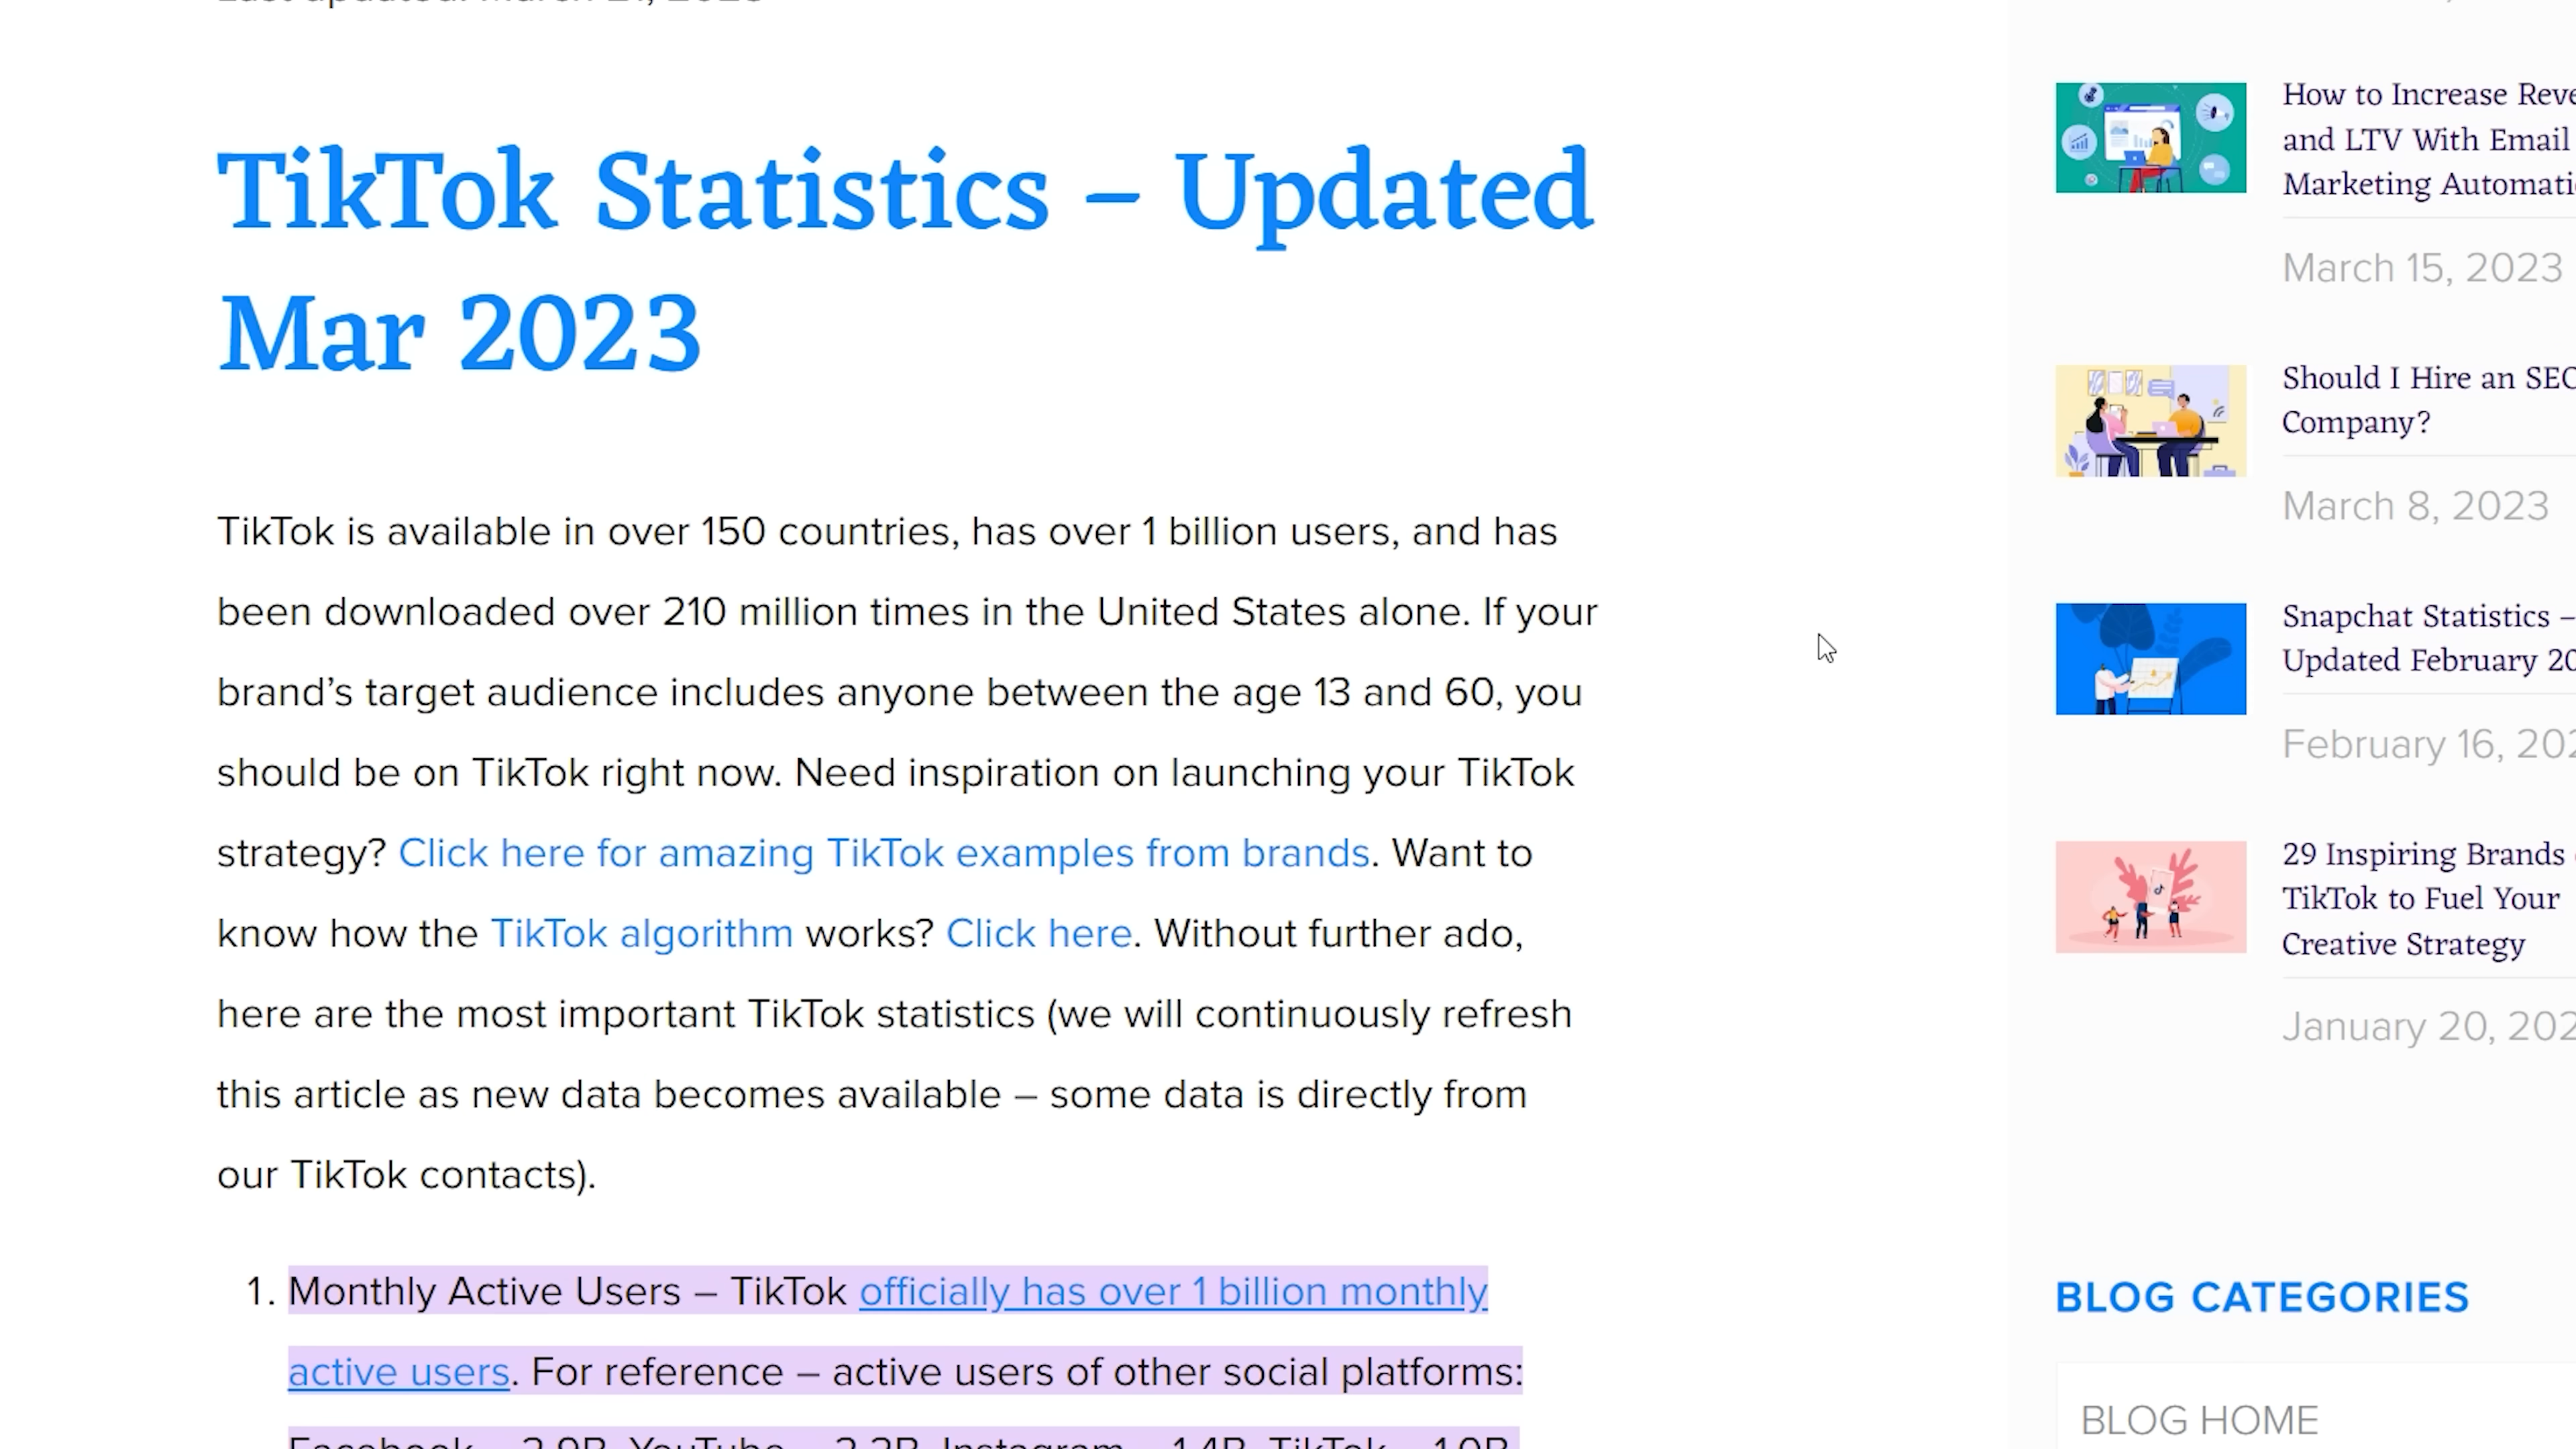 TikTok Statistics – Updated
Mar 2023
TikTok is available in over 150 countries, has over 1 billion users, and has
been downloaded over 210 million times in the United States alone. If your
brand’s target audience includes anyone between the age 13 and 60, you
should be on TikTok right now. Need inspiration on launching your TikTok
strategy? Click here for amazing TikTok examples from brands. Want to
know how the TikTok algorithm works? Click here. Without further ado,
here are the most important TikTok statistics (we will continuously refresh
this article as new data becomes available – some data is directly from
our TikTok contacts).
1. Monthly Active Users – TikTok officially has over 1 billion monthly
active users. For reference – active users of other social platforms:
How to Increase Reve
and LTV With Email
Marketing Automati
March 15, 2023
Should I Hire an SEO
Company?
March 8, 2023
Snapchat Statistics –
Updated February 20
February 16, 202
29 Inspiring Brands
TikTok to Fuel Your
Creative Strategy
January 20, 202
BLOG CATEGORIES
BLOG HOME